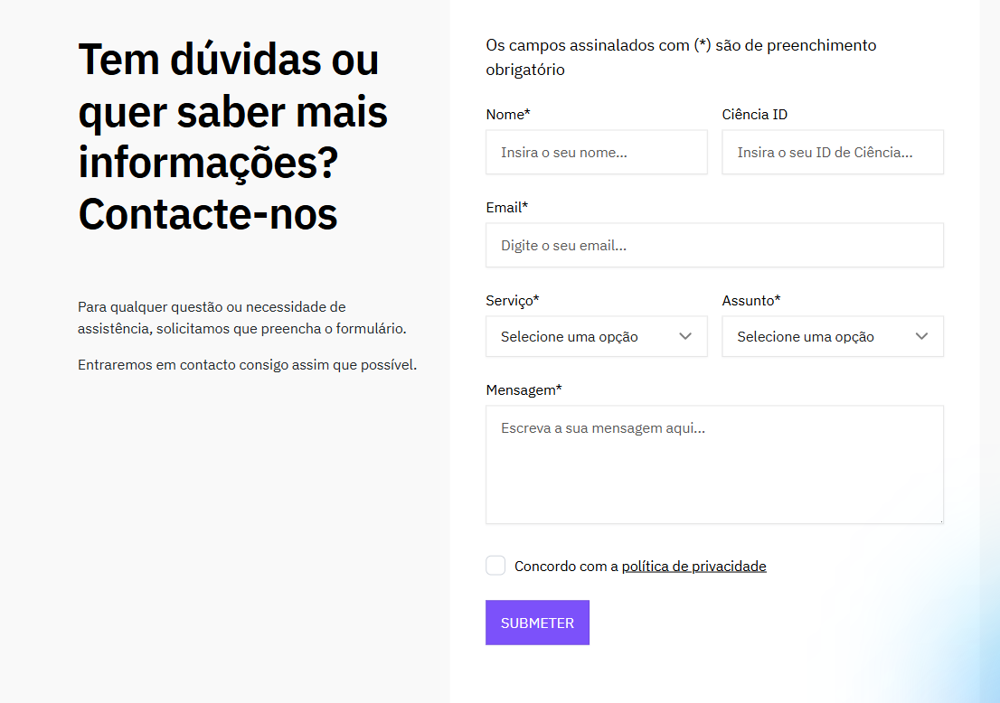 Tem dúvidas ou
quer saber mais
informações?
Contacte-nos
Para qualquer questão ou necessidade de
assistência, solicitamos que preencha o formulário.
Entraremos em contacto consigo assim que possível.
Os campos assinalados com (*) são de preenchimento
obrigatório
Nome*
Ciência ID
Insira o seu nome...
Insira o seu ID de Ciência...
Email*
Digite o seu email...
Serviço*
Assunto*
Selecione uma opção
Selecione uma opção
Mensagem*
Escreva a sua mensagem aqui...
Concordo com a política de privacidade
SUBMETER